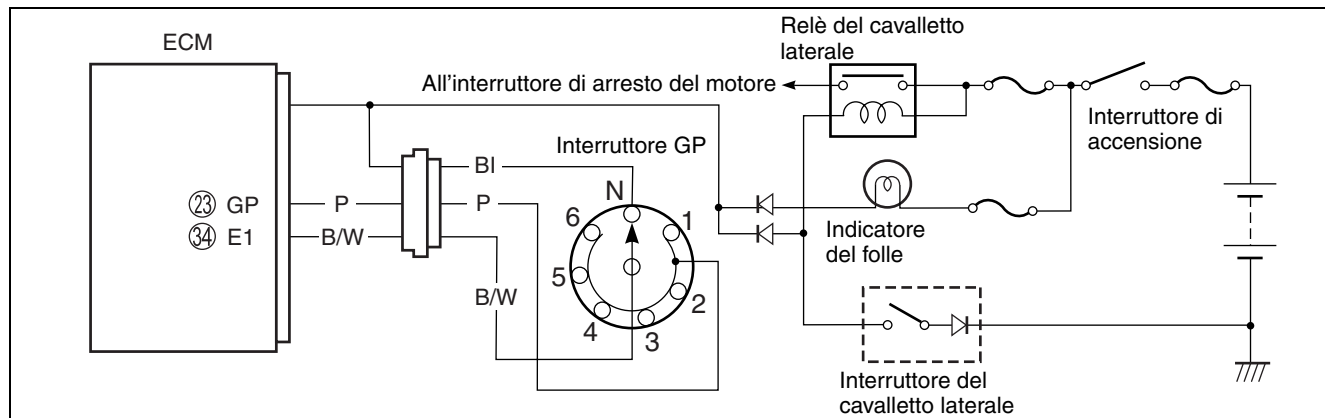 ECM
Relè del cavalletto
laterale
All'interruttore di arresto del motore
Interruttore di
accensione
Interruttore GP
BI
N
23 GP
P
P
6
1
34 E1
B/W
Indicatore
del folle
5
2
B/W
4
3
Interruttore del
cavalletto laterale